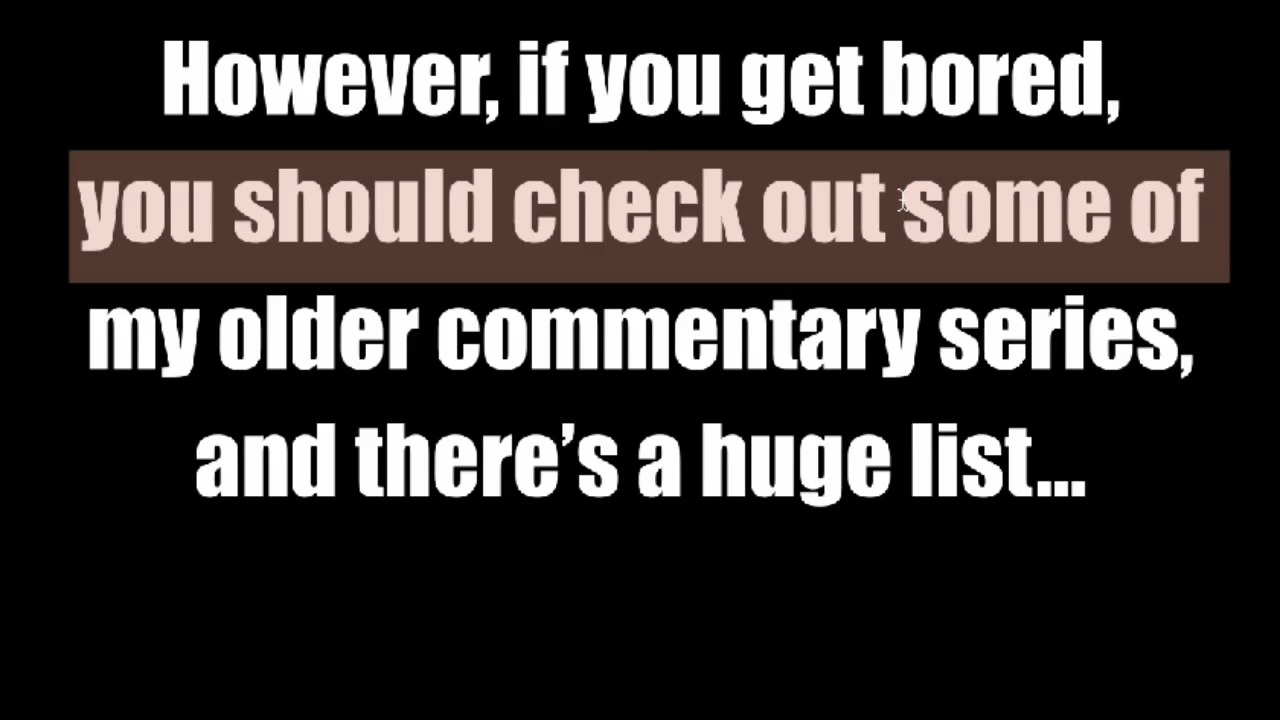 However, if you get bored,
you should check out some of
my older commentary series,
and there’s a huge list...